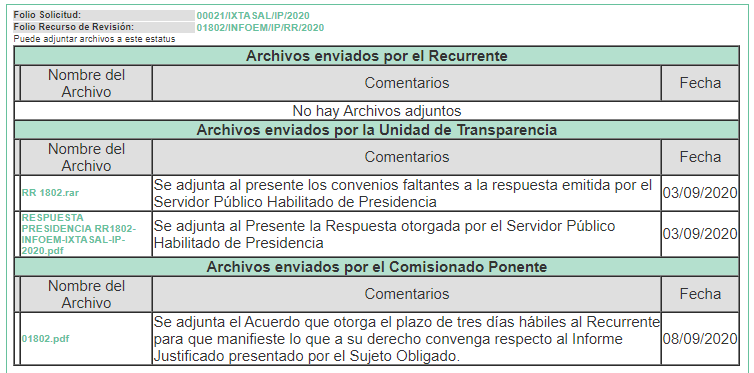 Folio Solicitud: 00021/IXTASAL/IP/2020
Folio Recurso de Revisión: 01802/INFOEM/IP/RR/2020
Puede adjuntar archivos a este estatus
Archivos enviados por el Recurrente
Nombre del
Archivo
Comentarios
Fecha
No hay Archivos adjuntos
Archivos enviados por la Unidad de Transparencia
Nombre del
Archivo
Comentarios
Fecha
RR 1802.rar
Se adjunta al presente los convenios faltantes a la respuesta emitida por el
Servidor Público Habilitado de Presidencia
03/09/2020
RESPUESTA
PRESIDENCIA RR1802-
INFOEM-IXTASAL-IP-
2020.pdf
Se adjunta al Presente la Respuesta otorgada por el Servidor Público
Habilitado de Presidencia
03/09/2020
Archivos enviados por el Comisionado Ponente
Nombre del
Archivo
Comentarios
Fecha
01802.pdf
Se adjunta el Acuerdo que otorga el plazo de tres días hábiles al Recurrente
para que manifieste lo que a su derecho convenga respecto al Informe
Justificado presentado por el Sujeto Obligado.
08/09/2020